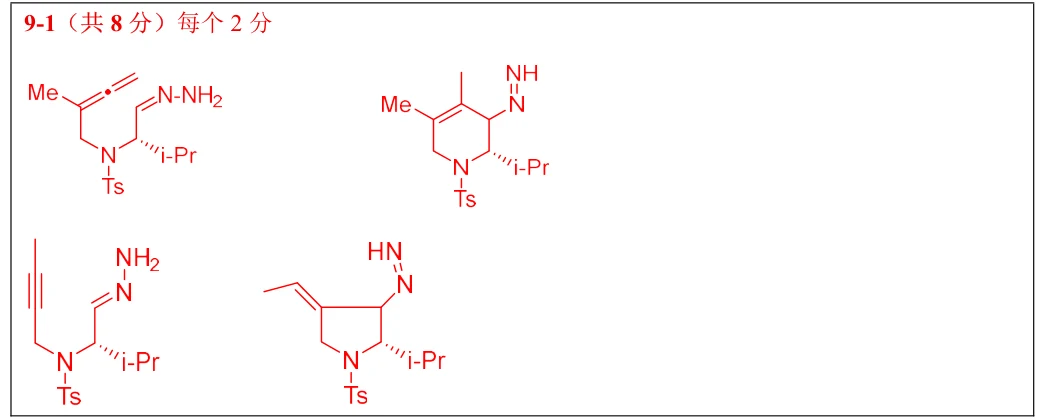 9-1（共 8 分）每个 2 分
Me N-NH2 N i-Pr Ts
NH N Me N i-Pr Ts
NH2 N N i-Pr Ts
HN N N i-Pr Ts